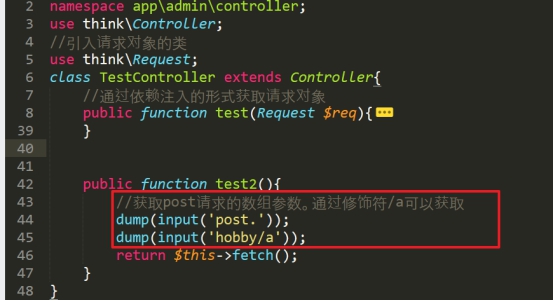 2 namespace app\admin\controller;
3 use think\Controller;
4 //引入请求对象的类
5 use think\Request;
6 class TestController extends Controller{
7 //通过依赖注入的形式获取请求对象
8 public function test(Request $req){
39 }
40
41
42 public function test2(){
43 //获取post请求的数组参数。通过修饰符/a可以获取
44 dump(input('post.'));
45 dump(input('hobby/a'));
46 return $this->fetch();
47 }
48 }